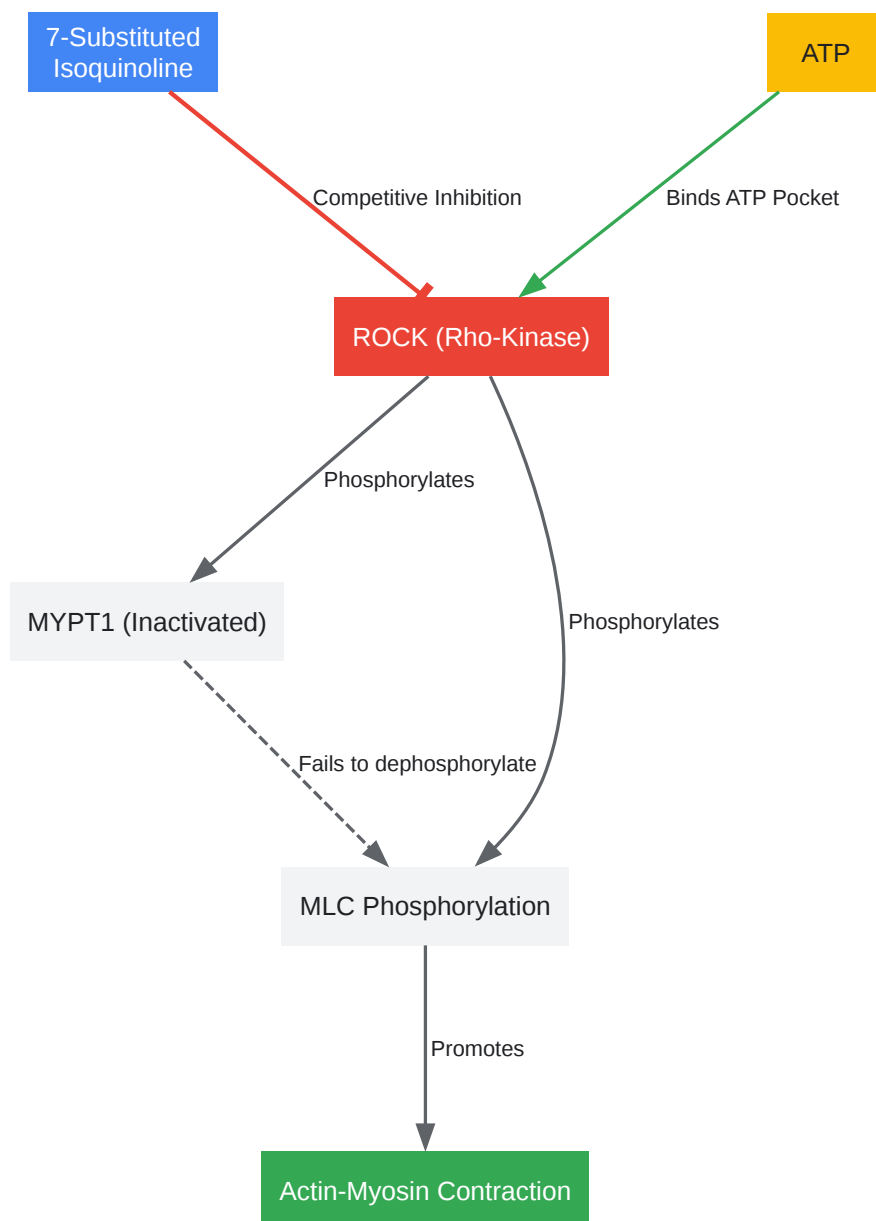 7-Substituted
Isoquinoline
ATP
Competitive Inhibition
Binds ATP Pocket
ROCK (Rho-Kinase)
Phosphorylates
MYPT1 (Inactivated)
Phosphorylates
Fails to dephosphorylate
MLC Phosphorylation
Promotes
Actin-Myosin Contraction